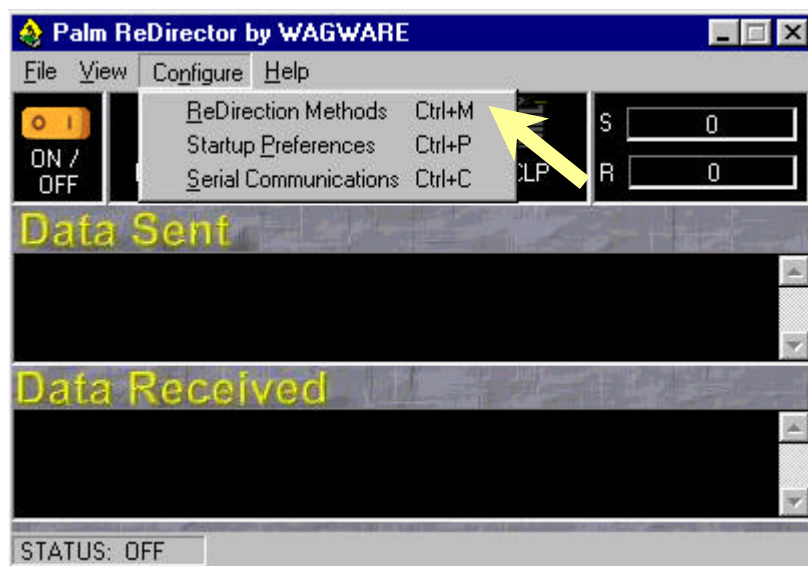 Palm ReDirector by WAGWARE
File View Configure Help
ReDirection Methods Ctrl+M
Startup Preferences Ctrl+P
Serial Communications Ctrl+C
ON / OFF
S 0
R 0
Data Sent
Data Received
STATUS: OFF